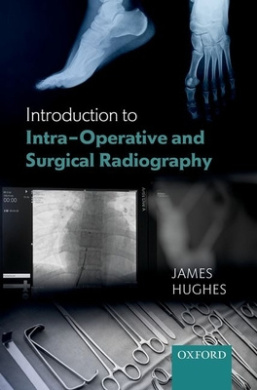 Introduction to
Intra-Operative and
Surgical Radiography
JAMES
HUGHES
OXFORD